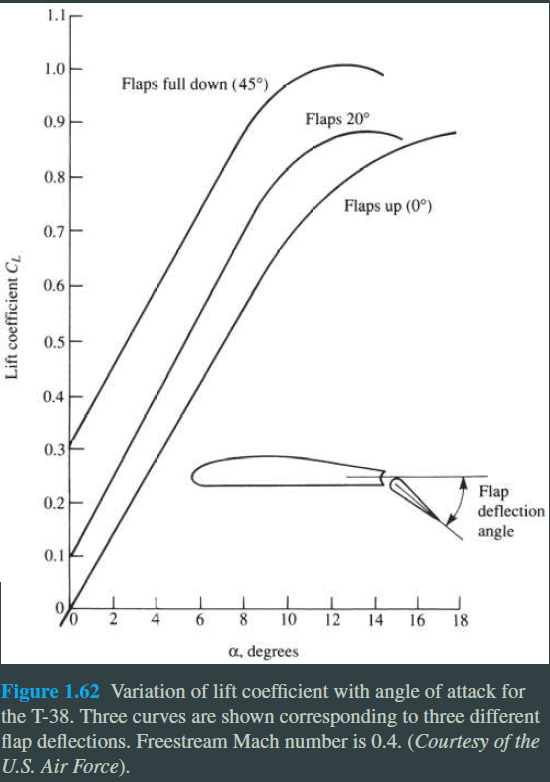 1.1
1.0
0.9
0.8
0.7
0.6
0.5
0.4
0.3
0.2
0.1
0
Lift coefficient CL
Flaps full down (45°)
Flaps 20°
Flaps up (0°)
Flap
deflection
angle
0 2 4 6 8 10 12 14 16 18
α, degrees
Figure 1.62 Variation of lift coefficient with angle of attack for
the T-38. Three curves are shown corresponding to three different
flap deflections. Freestream Mach number is 0.4. (Courtesy of the
U.S. Air Force).